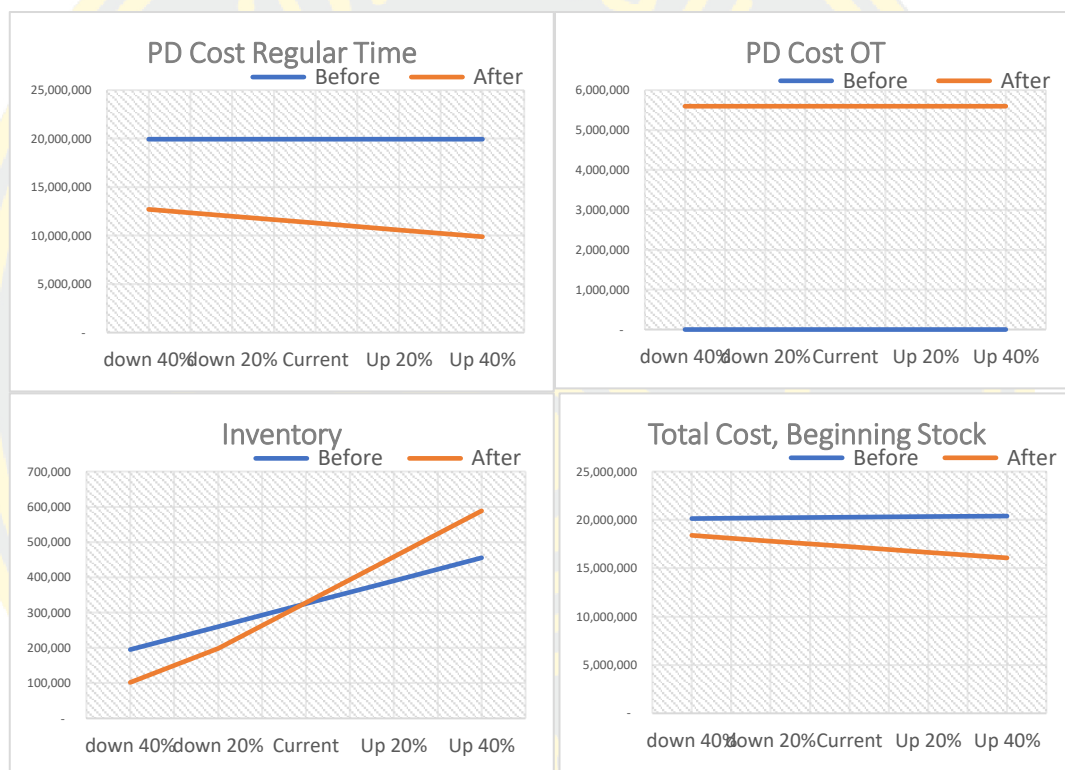 PD Cost Regular Time
Before After
25,000,000
20,000,000
15,000,000
10,000,000
5,000,000
-
down 40% down 20% Current Up 20% Up 40%
PD Cost OT
Before After
6,000,000
5,000,000
4,000,000
3,000,000
2,000,000
1,000,000
-
down 40% down 20% Current Up 20% Up 40%
Inventory
Before After
700,000
600,000
500,000
400,000
300,000
200,000
100,000
-
down 40% down 20% Current Up 20% Up 40%
Total Cost, Beginning Stock
Before After
25,000,000
20,000,000
15,000,000
10,000,000
5,000,000
-
down 40% down 20% Current Up 20% Up 40%